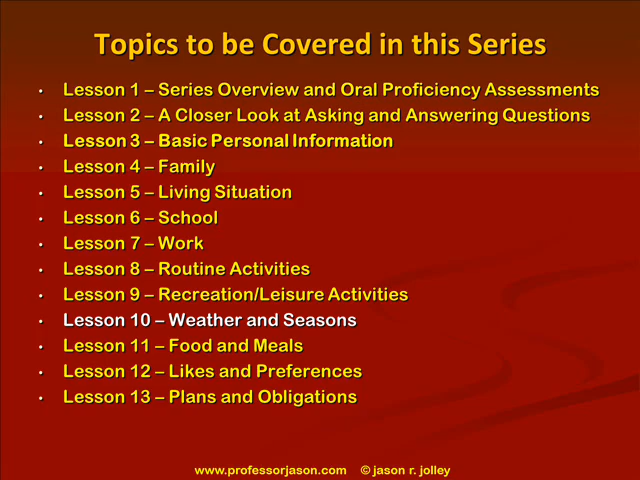 Topics to be Covered in this Series
• Lesson 1 – Series Overview and Oral Proficiency Assessments
• Lesson 2 – A Closer Look at Asking and Answering Questions
• Lesson 3 – Basic Personal Information
• Lesson 4 – Family
• Lesson 5 – Living Situation
• Lesson 6 – School
• Lesson 7 – Work
• Lesson 8 – Routine Activities
• Lesson 9 – Recreation/Leisure Activities
• Lesson 10 – Weather and Seasons
• Lesson 11 – Food and Meals
• Lesson 12 – Likes and Preferences
• Lesson 13 – Plans and Obligations
www.professorjason.com © jason r. jolley